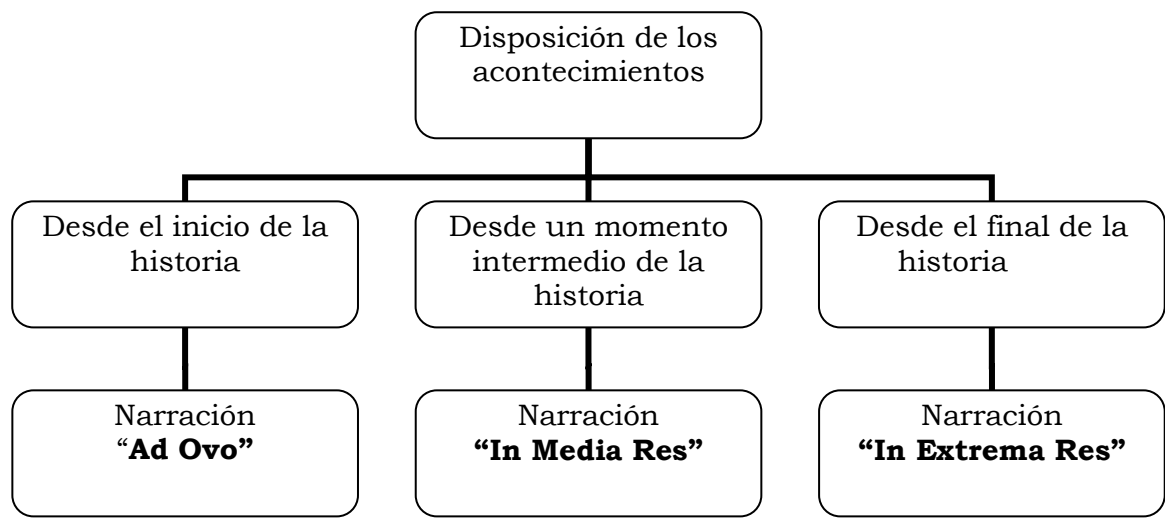 Disposición de los
acontecimientos
Desde el inicio de la
historia
Desde un momento
intermedio de la
historia
Desde el final de la
historia
Narración
“Ad Ovo”
Narración
“In Media Res”
Narración
“In Extrema Res”